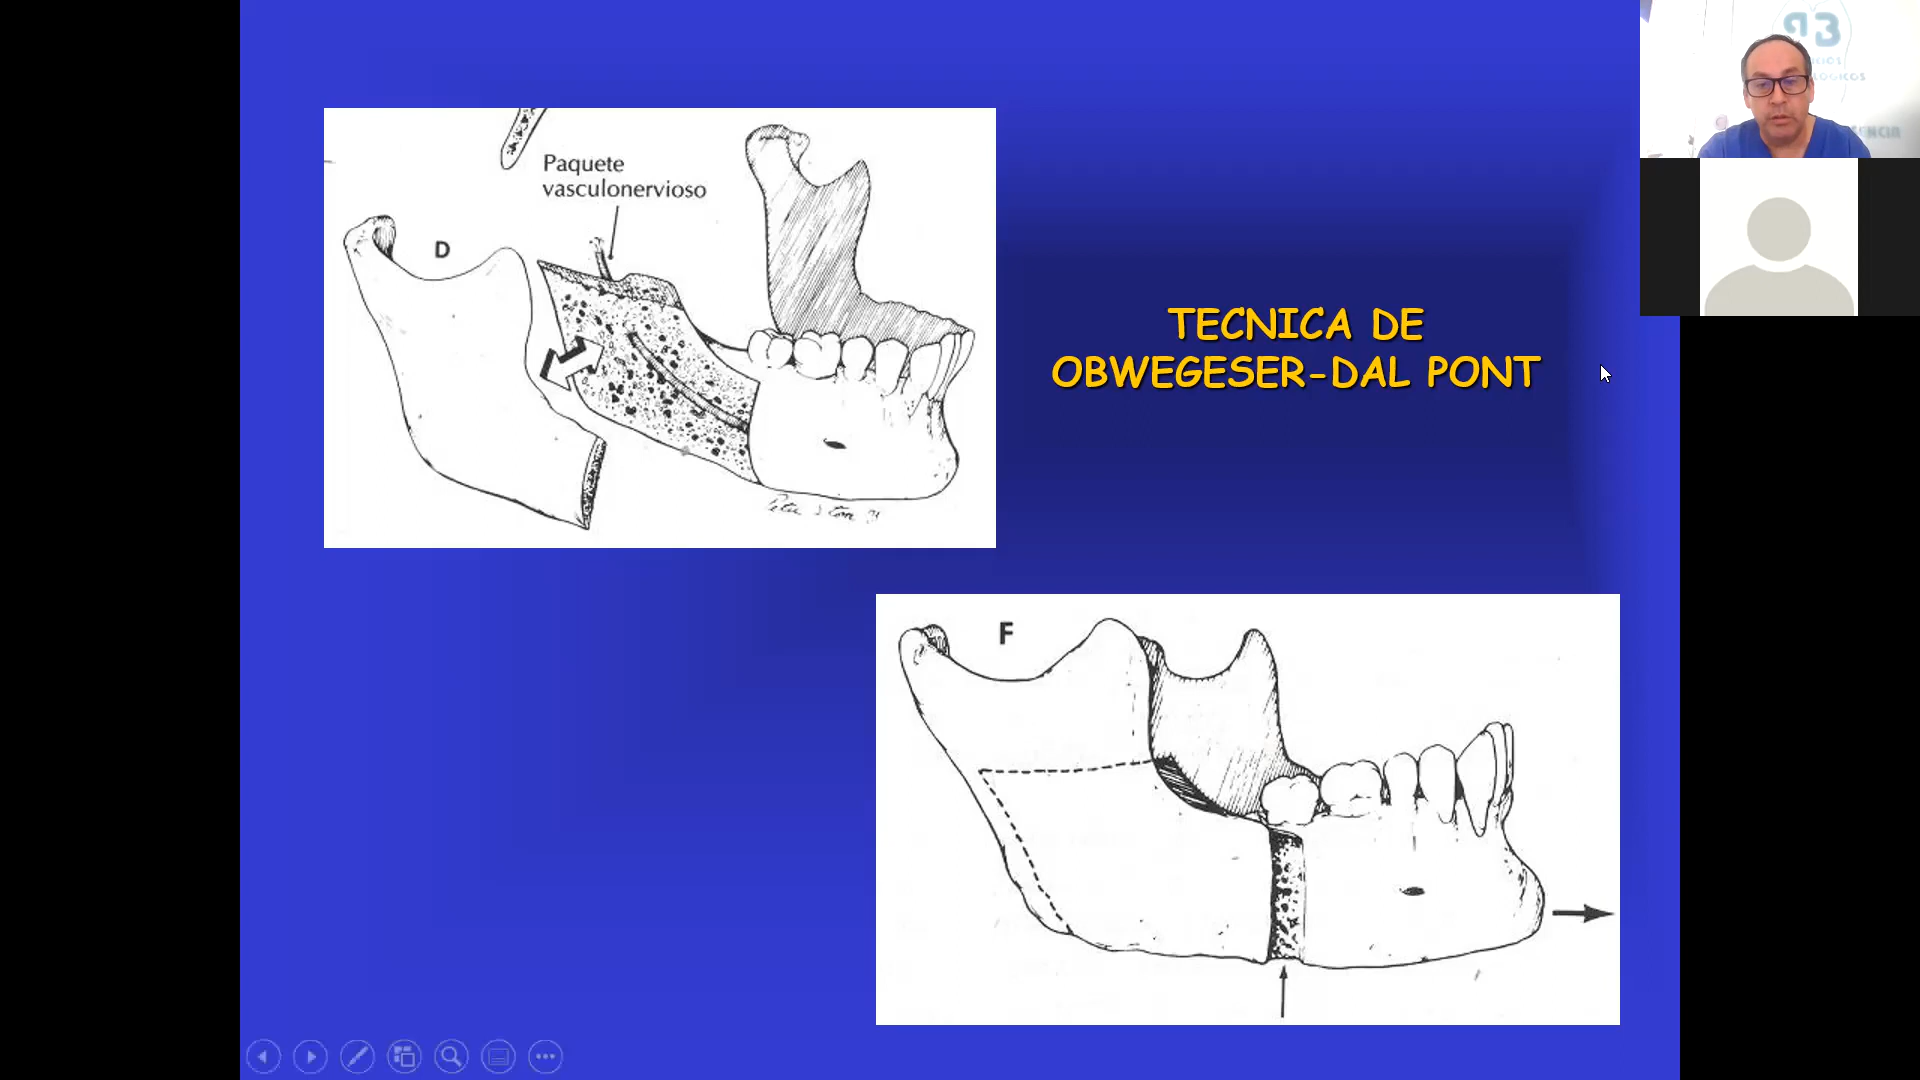 Paquete
vasculonervioso
D
TECNICA DE
OBWEGESER-DAL PONT
F